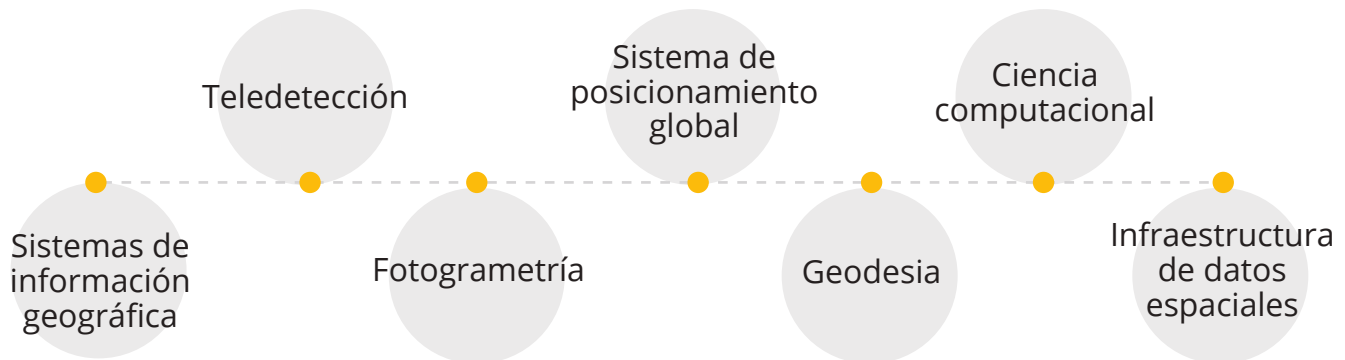 Sistemas de
información
geográfica
Teledetección
Fotogrametría
Sistema de
posicionamiento
global
Geodesia
Ciencia
computacional
Infraestructura
de datos
espaciales